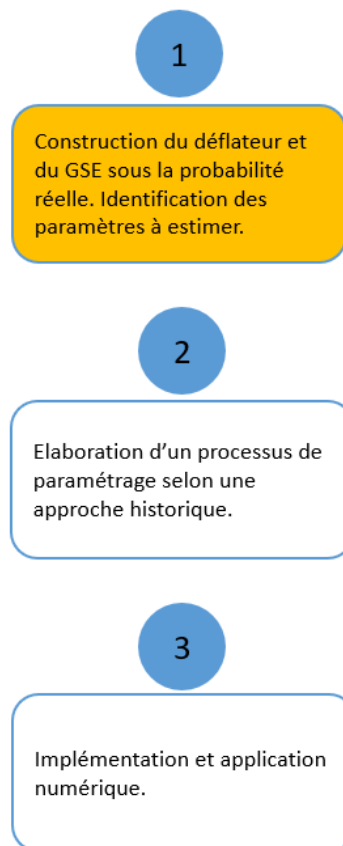 1
Construction du déflateur et
du GSE sous la probabilité
réelle. Identification des
paramètres à estimer.
2
Elaboration d'un processus de
paramétrage selon une
approche historique.
3
Implémentation et application
numérique.